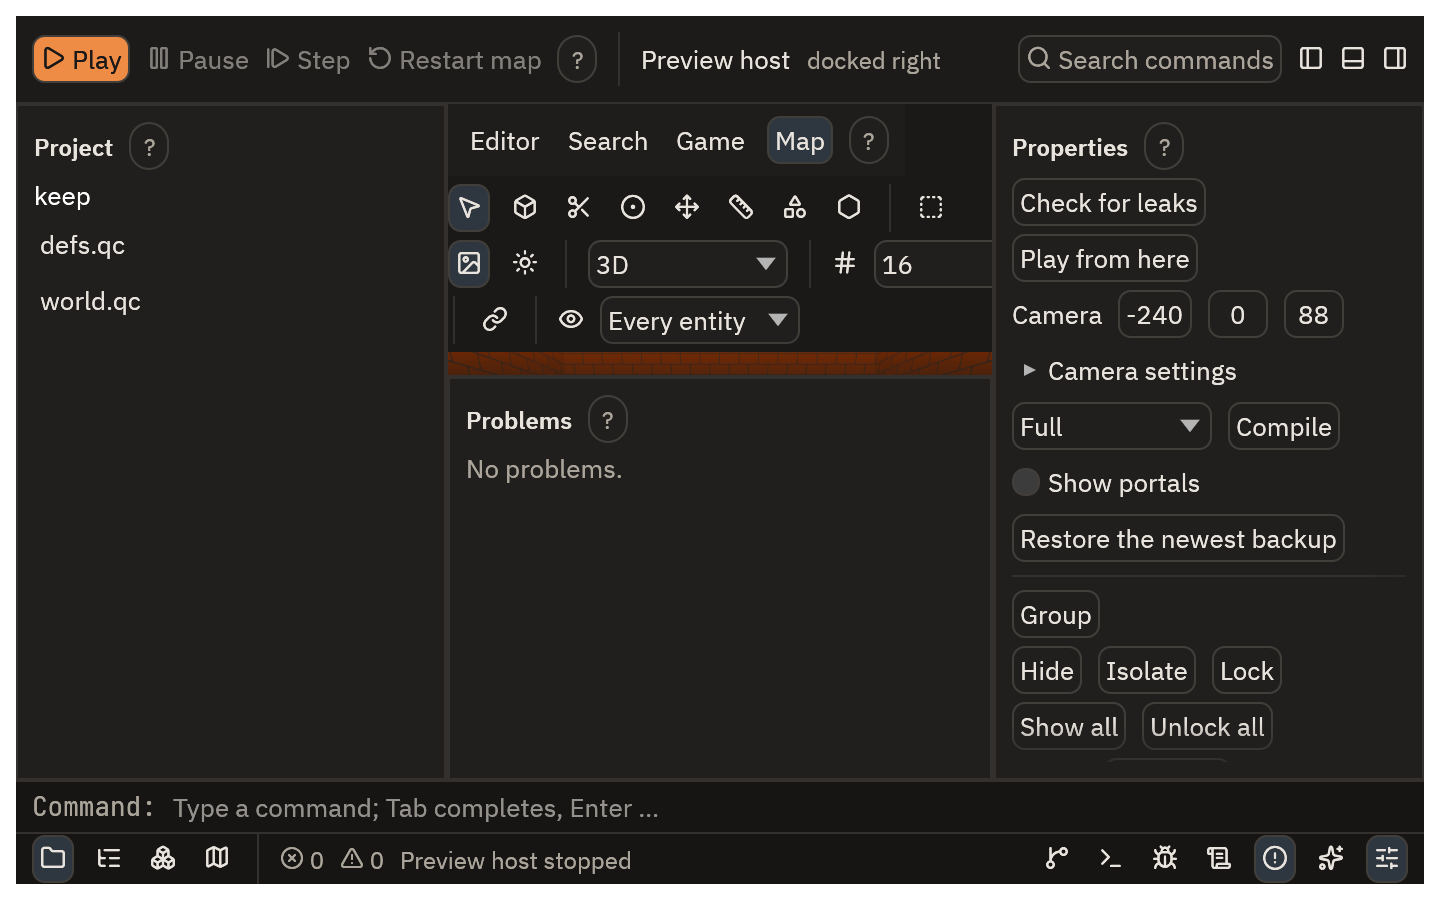 Play Pause Step Restart map ? Preview host docked right Search commands
Project ?
keep
defs.qc
world.qc
Editor Search Game Map ?
3D # 16
Every entity
Problems ?
No problems.
Properties ?
Check for leaks
Play from here
Camera -240 0 88
Camera settings
Full Compile
Show portals
Restore the newest backup
Group
Hide Isolate Lock
Show all Unlock all
Command: Type a command; Tab completes, Enter ...
0 0 Preview host stopped